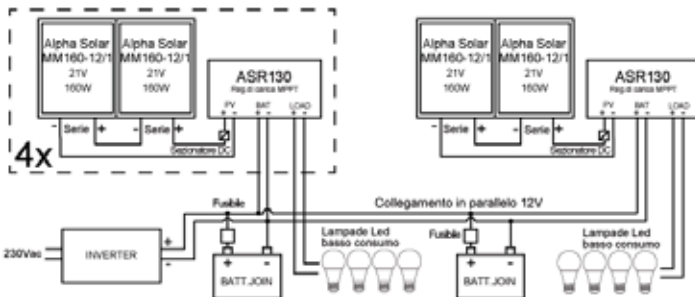 Alpha Solar
MM160-12/1
21V
160W
Alpha Solar
MM160-12/1
21V
160W
ASR130
Reg.di carica MPPT
PV BAT LOAD
+ - + - + -
- Serie + - Serie +
Sezionatore DC
4x
Alpha Solar
MM160-12/1
21V
160W
Alpha Solar
MM160-12/1
21V
160W
ASR130
Reg.di carica MPPT
PV BAT LOAD
+ - + - + -
- Serie + - Serie +
Sezionatore DC
Fusibile
Collegamento in parallelo 12V
230Vac
INVERTER
+
-
+ -
BATT.JOIN
Lampade Led
basso consumo
Fusibile
+ -
BATT.JOIN
Lampade Led
basso consumo